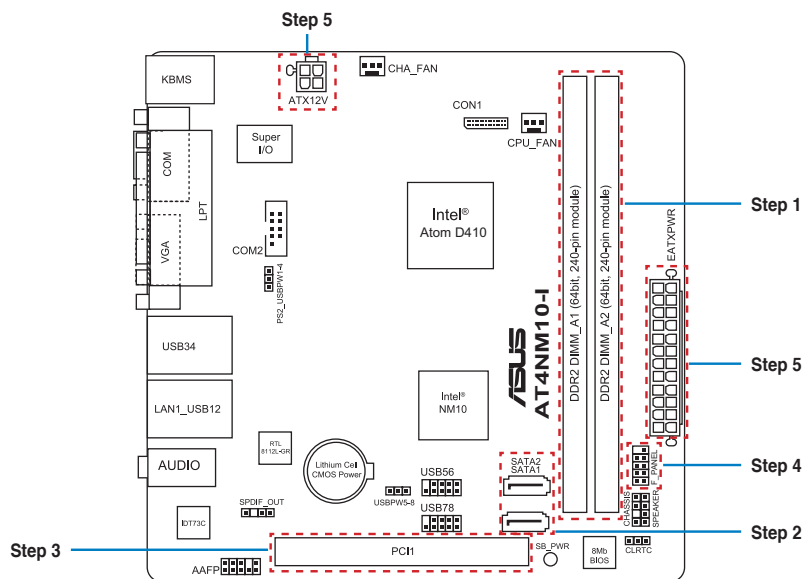 Step 5
KBMS
CHA_FAN
ATX12V
CON1
CPU_FAN
Super
I/O
COM
LPT
VGA
COM2
PS2_USBPW1-4
Intel®
Atom D410
Step 1
DDR2 DIMM_A1 (64bit, 240-pin module)
DDR2 DIMM_A2 (64bit, 240-pin module)
EATXPWR
Step 5
USB34
ASUS
AT4NM10-I
LAN1_USB12
Intel®
NM10
RTL
8112L-GR
AUDIO
Lithium Cell
CMOS Power
USB56
SATA2
SATA1
F_PANEL
Step 4
USBPW5-8
SPDIF_OUT
IDT73C
USB78
CHASSIS
SPEAKER
Step 2
Step 3
PCI1
SB_PWR
8Mb
BIOS
CLRTC
AAFP